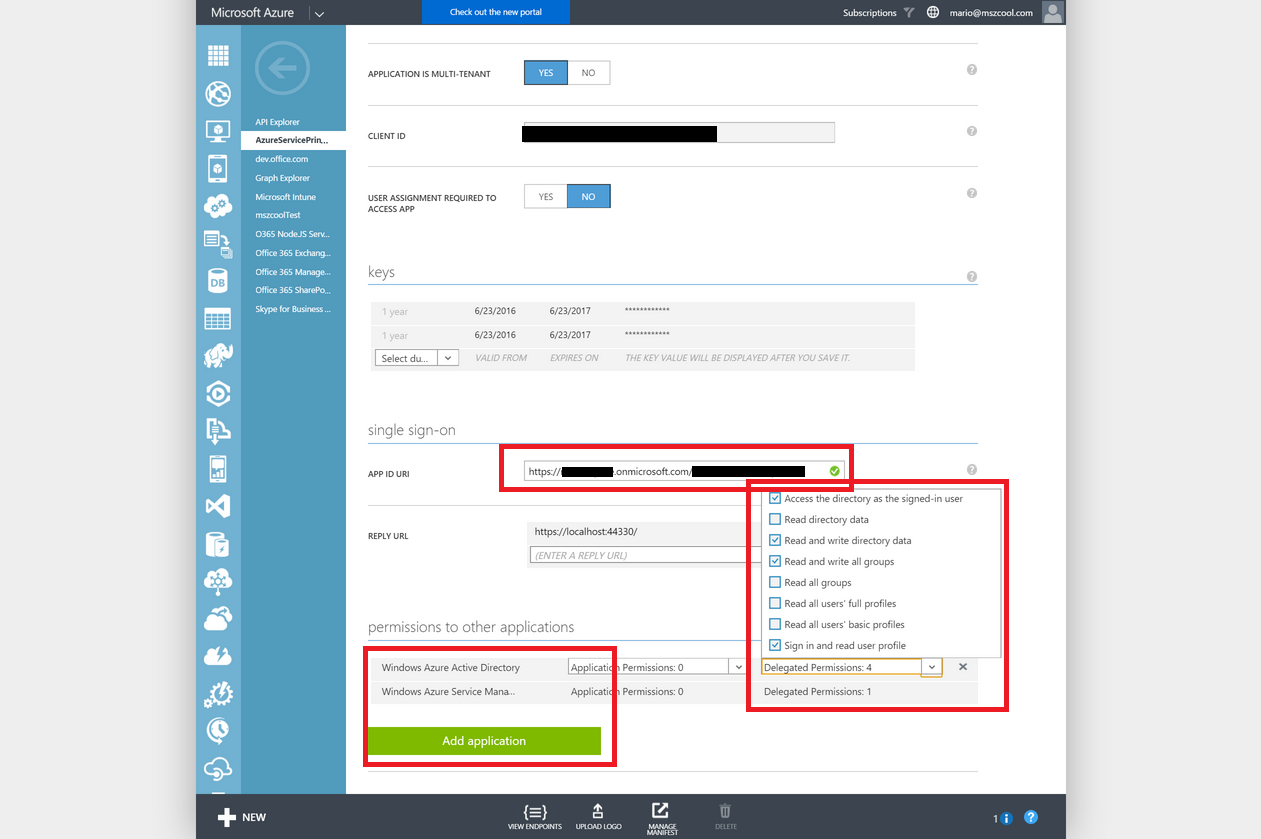 Microsoft Azure
Check out the new portal
Subscriptions
mario@mszcool.com
API Explorer
AzureServicePrin...
dev.office.com
Graph Explorer
Microsoft Intune
mszcoolTest
O365 NodeJS Serv...
Office 365 Exchang...
Office 365 Manage...
Office 365 SharePo...
Skype for Business ...
DB
APPLICATION IS MULTI-TENANT
YES
NO
?
CLIENT ID
?
USER ASSIGNMENT REQUIRED TO
ACCESS APP
YES
NO
?
keys
?
1 year 6/23/2016 6/23/2017 ************
1 year 6/23/2016 6/23/2017 ************
Select du... VALID FROM EXPIRES ON THE KEY VALUE WILL BE DISPLAYED AFTER YOU SAVE IT.
single sign-on
APP ID URI
https:// .onmicrosoft.com/
?
REPLY URL
https://localhost:44330/
(ENTER A REPLY URL)
Access the directory as the signed-in user
Read directory data
Read and write directory data
Read and write all groups
Read all groups
Read all users' full profiles
Read all users' basic profiles
Sign in and read user profile
permissions to other applications
Windows Azure Active Directory Application Permissions: 0 Delegated Permissions: 4
Windows Azure Service Mana... Application Permissions: 0 Delegated Permissions: 1
Add application
NEW
VIEW ENDPOINTS
UPLOAD LOGO
MANAGE
MANIFEST
DELETE
1 i ?